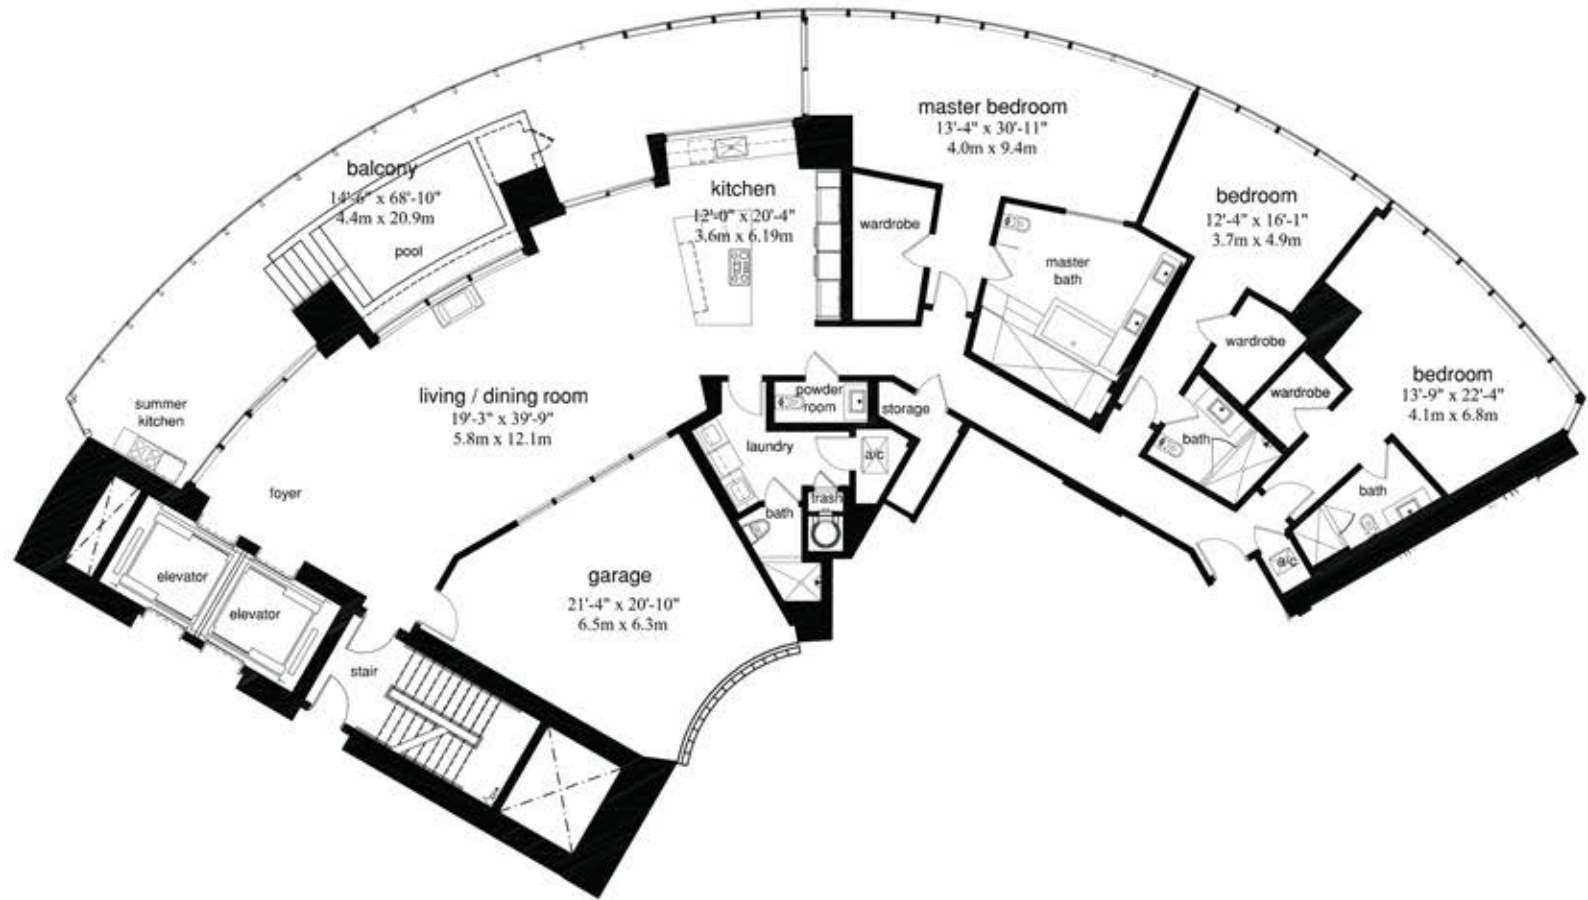 master bedroom
13'-4" x 30'-11"
4.0m x 9.4m
balcony
14'-6" x 68'-10"
4.4m x 20.9m
pool
kitchen
12'-0" x 20'-4"
3.6m x 6.19m
wardrobe
bedroom
12'-4" x 16'-1"
3.7m x 4.9m
master
bath
wardrobe
wardrobe
bedroom
13'-9" x 22'-4"
4.1m x 6.8m
summer
kitchen
living / dining room
19'-3" x 39'-9"
5.8m x 12.1m
powder
room
storage
laundry
a/c
bath
bath
foyer
trash
bath
elevator
elevator
garage
21'-4" x 20'-10"
6.5m x 6.3m
a/c
stair